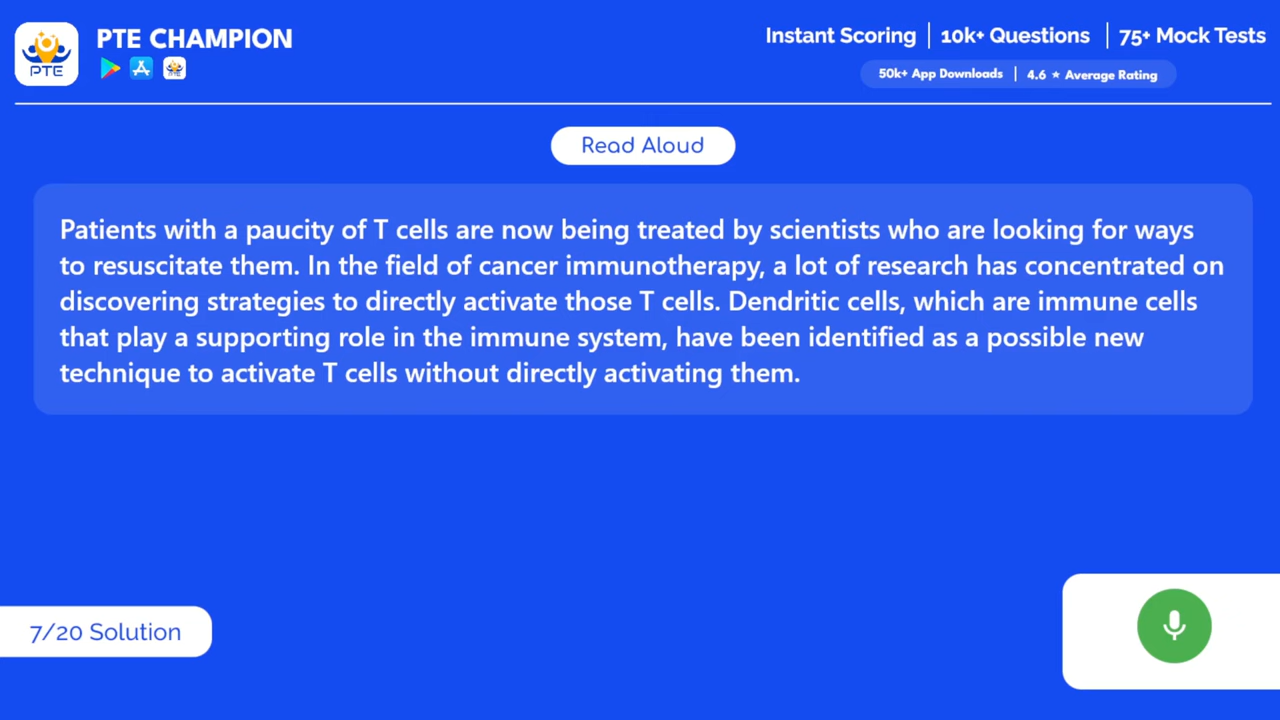 PTE CHAMPION
PTE
Instant Scoring
10k+ Questions
75+ Mock Tests
50k+ App Downloads
4.6 ★ Average Rating
Read Aloud
Patients with a paucity of T cells are now being treated by scientists who are looking for ways
to resuscitate them. In the field of cancer immunotherapy, a lot of research has concentrated on
discovering strategies to directly activate those T cells. Dendritic cells, which are immune cells
that play a supporting role in the immune system, have been identified as a possible new
technique to activate T cells without directly activating them.
7/20 Solution